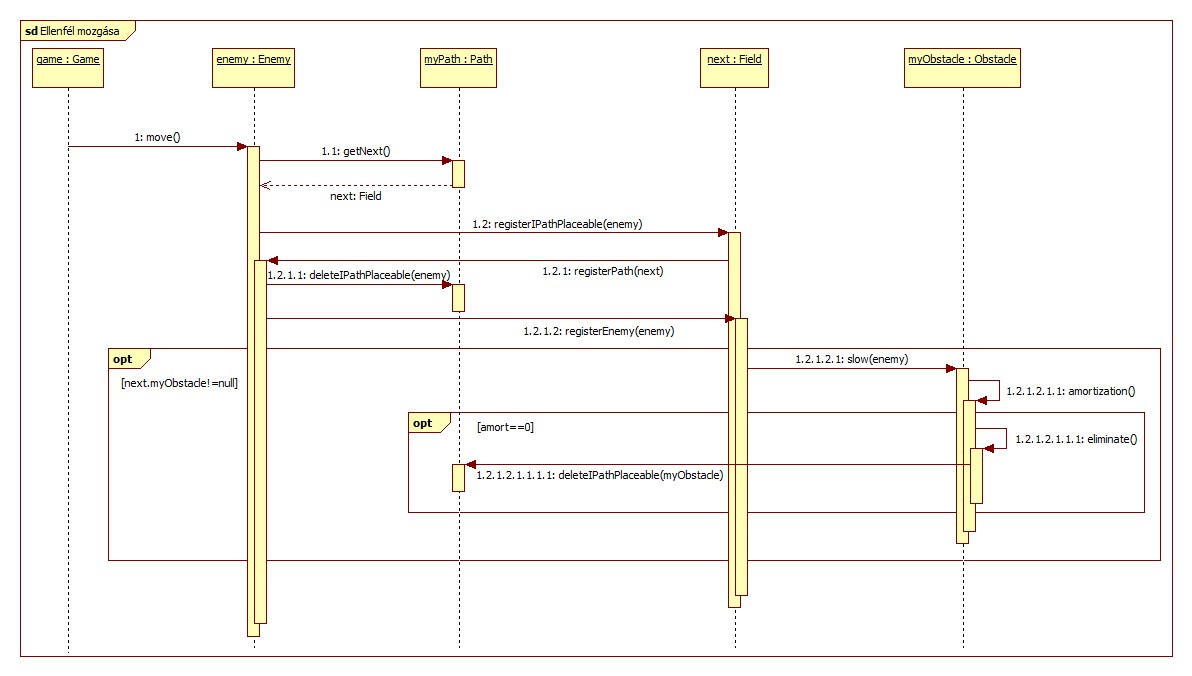 sd Ellenfél mozgása
game : Game
enemy : Enemy
myPath : Path
next : Field
myObstacle : Obstacle
1: move()
1.1: getNext()
next: Field
1.2: registerIPathPlaceable(enemy)
1.2.1: registerPath(next)
1.2.1.1: deleteIPathPlaceable(enemy)
1.2.1.2: registerEnemy(enemy)
opt
[next.myObstacle!=null]
1.2.1.2.1: slow(enemy)
1.2.1.2.1.1: amortization()
opt
[amort==0]
1.2.1.2.1.1.1: eliminate()
1.2.1.2.1.1.1.1: deleteIPathPlaceable(myObstacle)